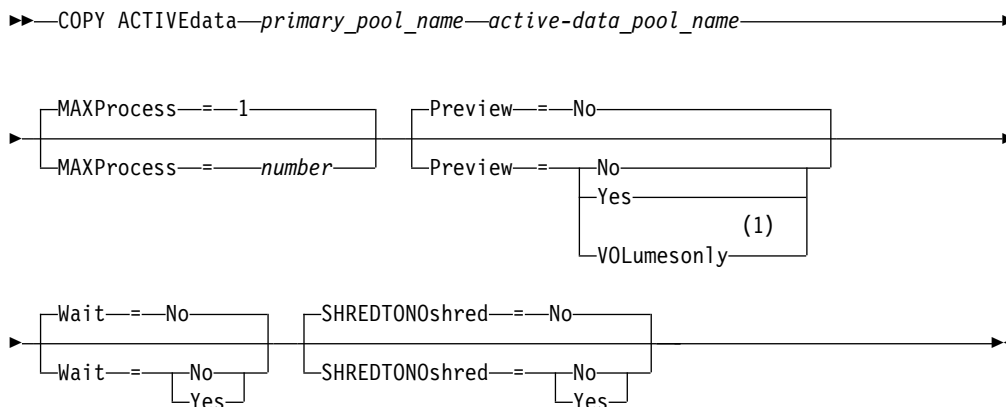 ►►—COPY ACTIVEdata—primary_pool_name—active-data_pool_name—►
MAXProcess—=—1 Preview—=—No
MAXProcess—=—number Preview—=—No
Yes
(1)
VOLumesonly
Wait—=—No SHREDTONOshred—=—No
Wait—=—No SHREDTONOshred—=—No
Yes Yes